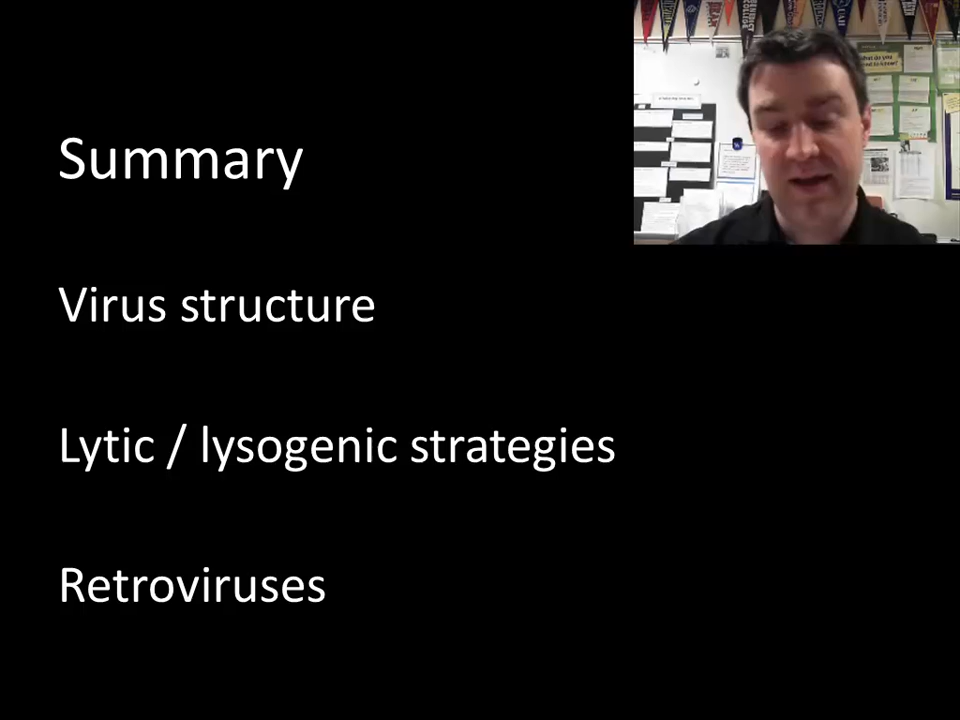 Summary
Virus structure
Lytic / lysogenic strategies
Retroviruses